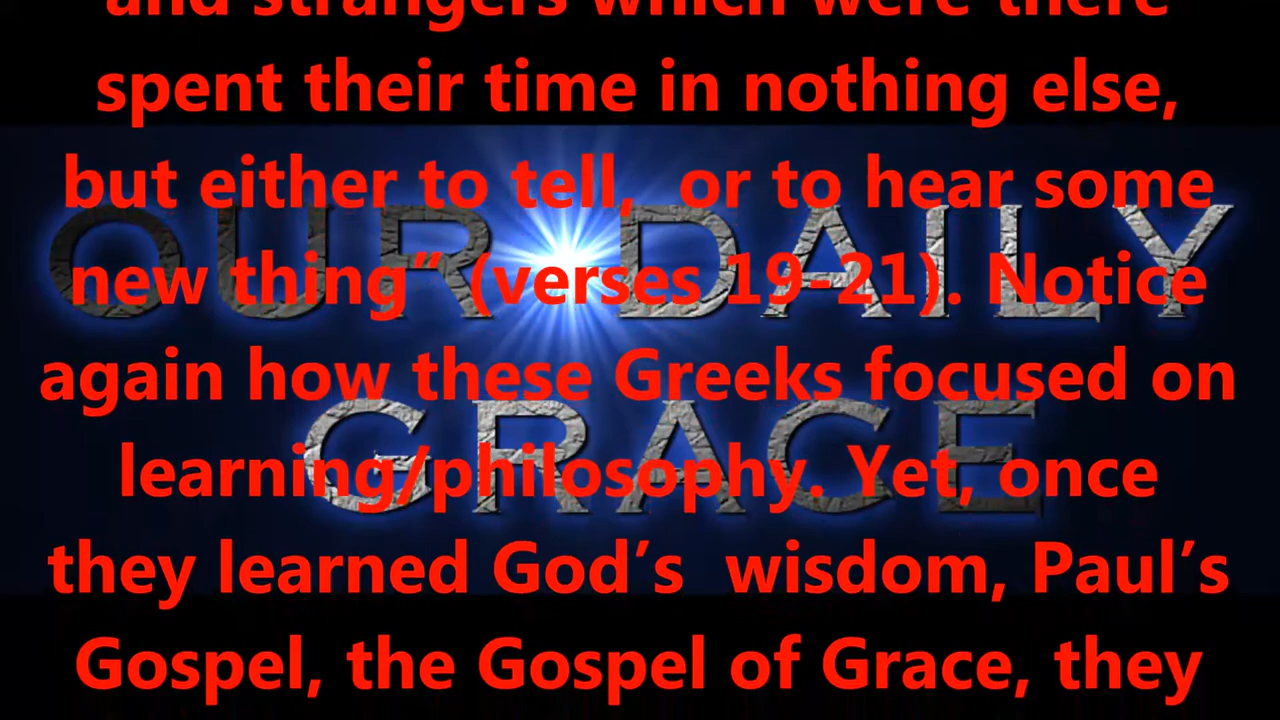 and strangers which were there
spent their time in nothing else,
but either to tell,  or to hear some
new thing” (verses 19-21). Notice
again how these Greeks focused on
learning/philosophy. Yet, once
they learned God’s  wisdom, Paul’s
Gospel, the Gospel of Grace, they
OUR DAILY
GRACE